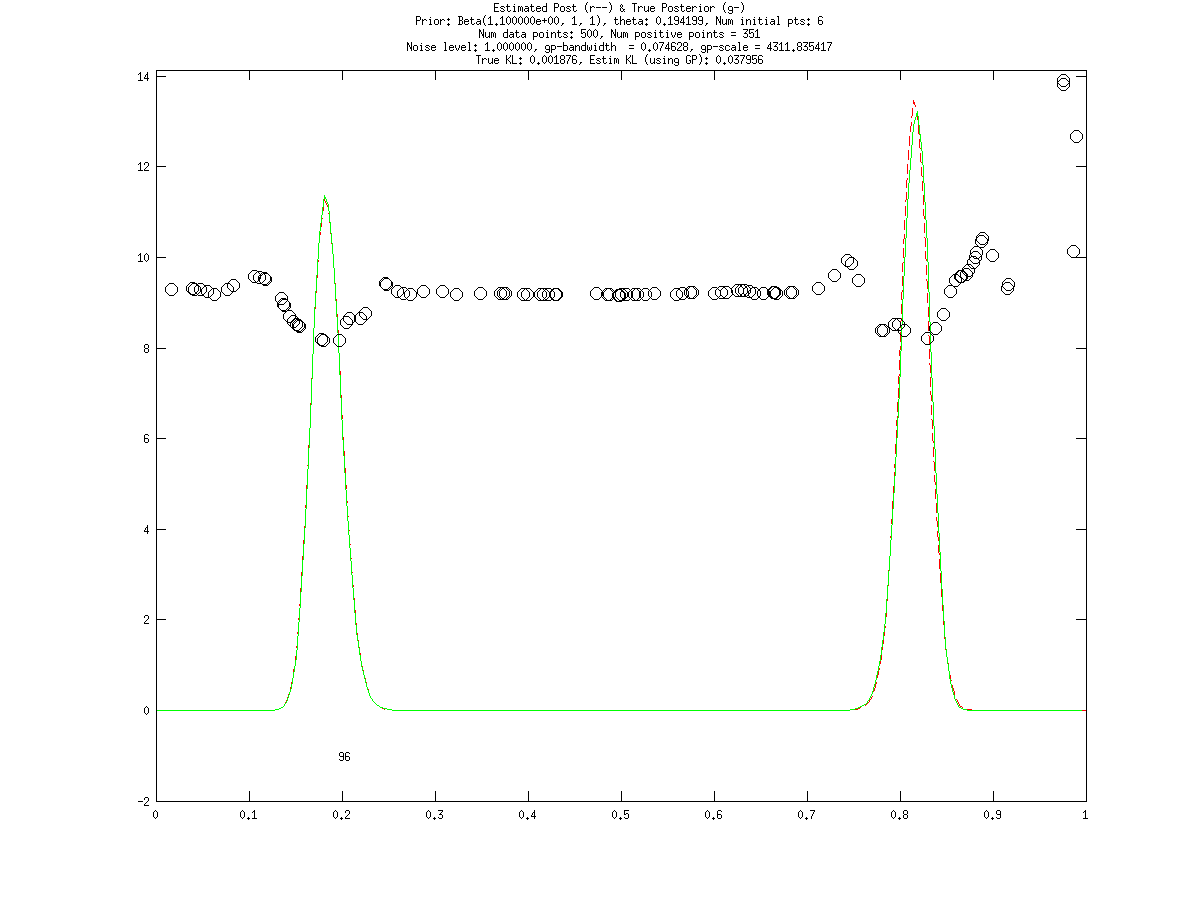 Estimated Post (r--) & True Posterior (g-)
Prior: Beta(1.100000e+00, 1, 1), theta: 0.194199, Num initial pts: 6
Num data points: 500, Num positive points = 351
Noise level: 1.000000, gp-bandwidth  = 0.074628, gp-scale = 4311.835417
True KL: 0.001876, Estim KL (using GP): 0.037956
14
12
10
8
6
4
2
0
96
-2
0 0.1 0.2 0.3 0.4 0.5 0.6 0.7 0.8 0.9 1